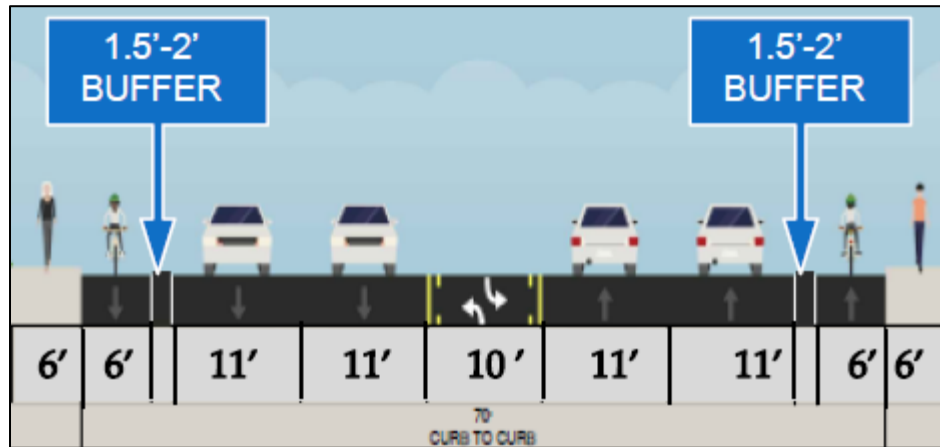 1.5’-2’
BUFFER
1.5’-2’
BUFFER
6’ 6’ 11’ 11’ 10 ’ 11’ 11’ 6’ 6’
70'
CURB TO CURB